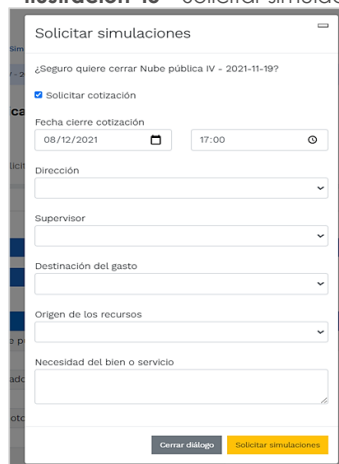 Solicitar simulaciones
¿Seguro quiere cerrar Nube pública IV - 2021-11-19?
Solicitar cotización
Fecha cierre cotización
08/12/2021 17:00
Dirección
Supervisor
Destinación del gasto
Origen de los recursos
Necesidad del bien o servicio
Cerrar diálogo Solicitar simulaciones